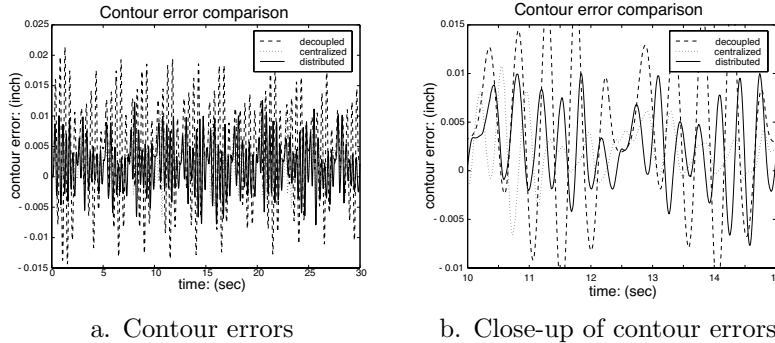 Contour error comparison
0.025
0.02
0.015
0.01
0.005
0
- 0.005
- 0.01
- 0.015
0 5 10 15 20 25 30
contour error: (inch)
time: (sec)
decoupled
centralized
distributed
a. Contour errors
Contour error comparison
0.015
0.01
0.005
0
-0.005
-0.01
10 11 12 13 14 15
contour error: (inch)
time: (sec)
decoupled
centralized
distributed
b. Close-up of contour errors